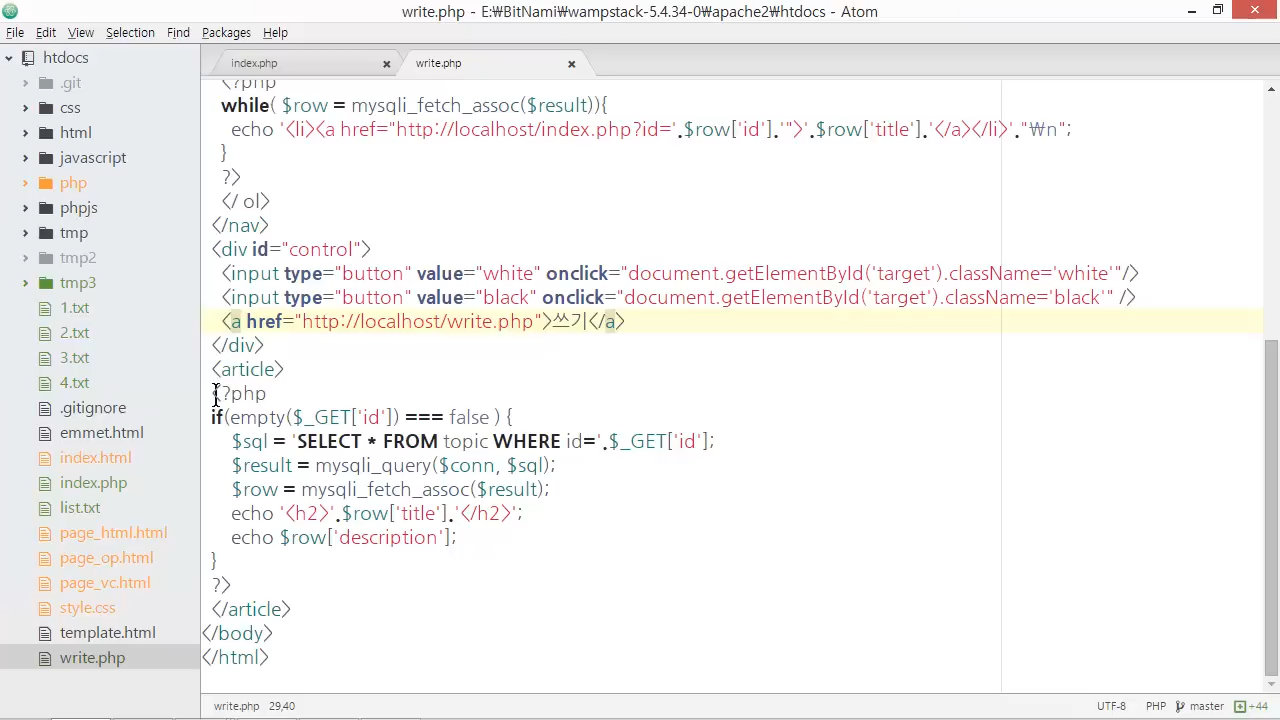 write.php - E:₩BitNami₩wampstack-5.4.34-0₩apache2₩htdocs - Atom
File Edit View Selection Find Packages Help
htdocs
.git
css
html
javascript
php
phpjs
tmp
tmp2
tmp3
1.txt
2.txt
3.txt
4.txt
.gitignore
emmet.html
index.html
index.php
list.txt
page_html.html
page_op.html
page_vc.html
style.css
template.html
write.php
index.php write.php
<?php
while( $row = mysqli_fetch_assoc($result)){
echo '<li><a href="http://localhost/index.php?id='.$row['id'].'">'.$row['title'].'</a></li>'."₩n";
}
?>
</ ol>
</nav>
<div id="control">
<input type="button" value="white" onclick="document.getElementById('target').className='white'"/>
<input type="button" value="black" onclick="document.getElementById('target').className='black'" />
<a href="http://localhost/write.php">쓰기</a>
</div>
<article>
<?php
if(empty($_GET['id']) === false ) {
$sql = 'SELECT * FROM topic WHERE id='.$_GET['id'];
$result = mysqli_query($conn, $sql);
$row = mysqli_fetch_assoc($result);
echo '<h2>'.$row['title'].'</h2>';
echo $row['description'];
}
?>
</article>
</body>
</html>
write.php 29,40 UTF-8 PHP master +44